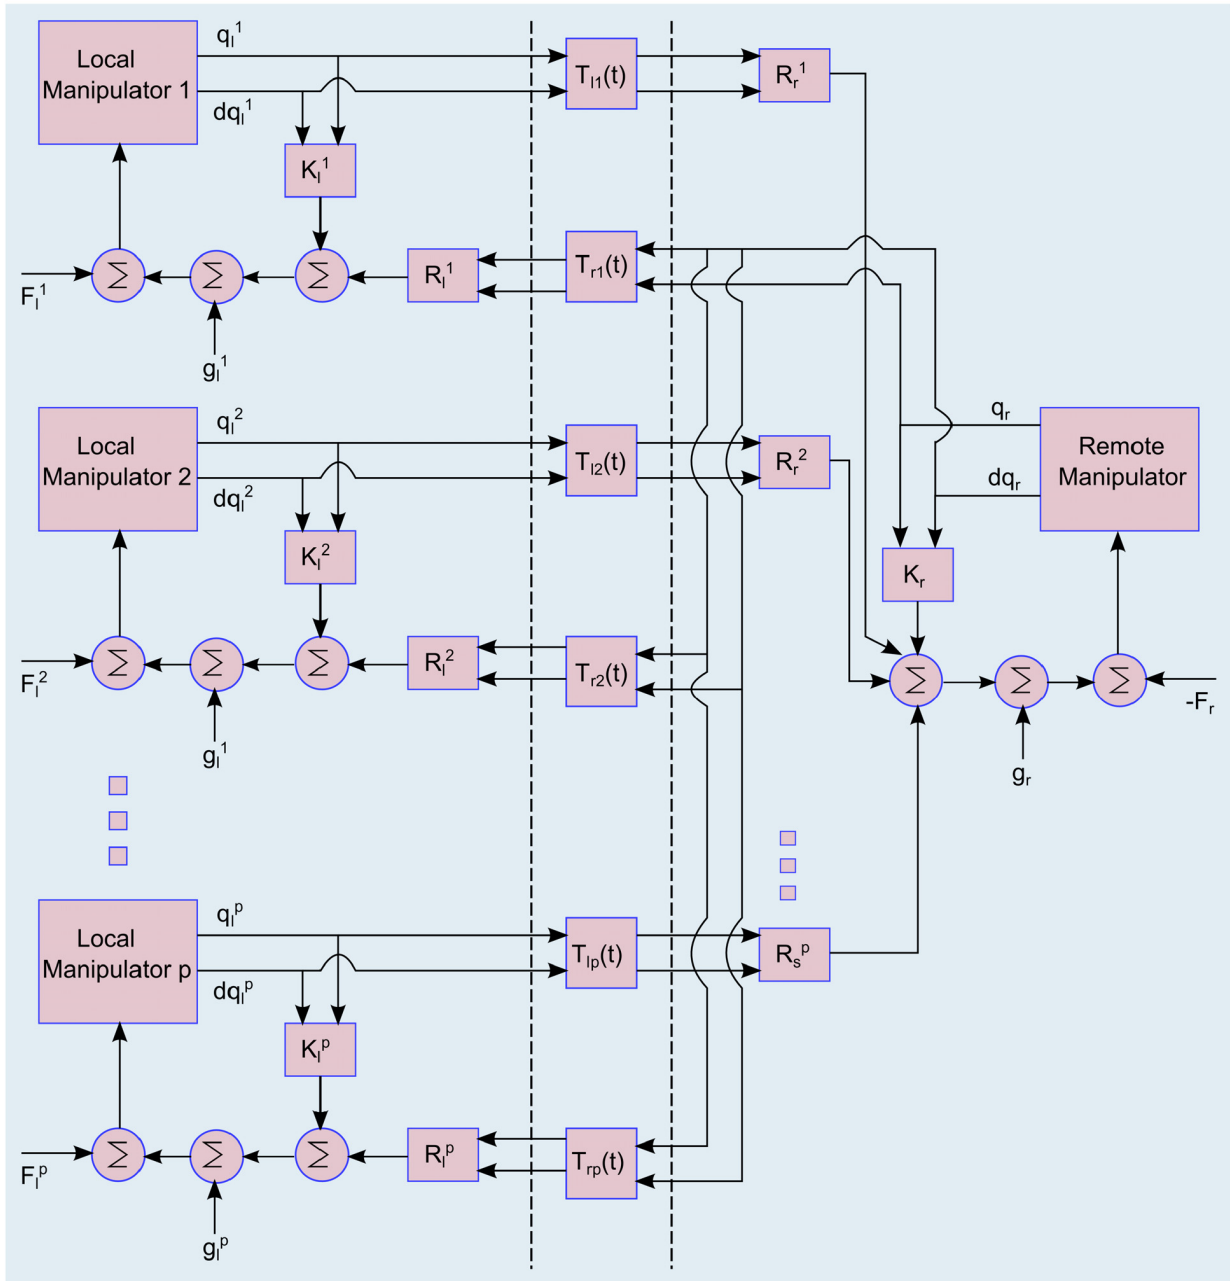 q_l^1
Local
Manipulator 1
T_l1(t)
R_r^1
dq_l^1
K_l^1
Σ
Σ
Σ
R_l^1
T_r1(t)
F_l^1
g_l^1
q_l^2
Local
Manipulator 2
T_l2(t)
R_r^2
dq_l^2
q_r
Remote
Manipulator
dq_r
K_l^2
K_r
Σ
Σ
Σ
R_l^2
T_r2(t)
Σ
Σ
Σ
F_l^2
-F_r
g_l^1
g_r
q_l^p
Local
Manipulator p
T_lp(t)
R_s^p
dq_l^p
K_l^p
Σ
Σ
Σ
R_l^p
T_rp(t)
F_l^p
g_l^p